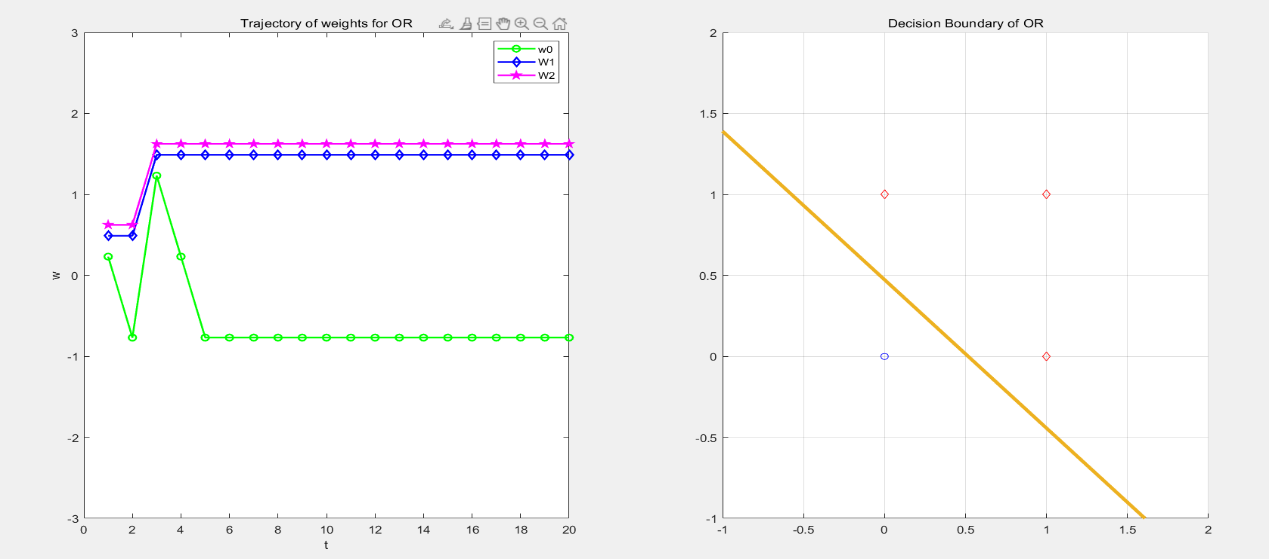 Trajectory of weights for OR
3
2
1
0
-1
-2
-3
w
0 2 4 6 8 10 12 14 16 18 20
t
w0
W1
W2
Decision Boundary of OR
2
1.5
1
0.5
0
-0.5
-1
-1 -0.5 0 0.5 1 1.5 2